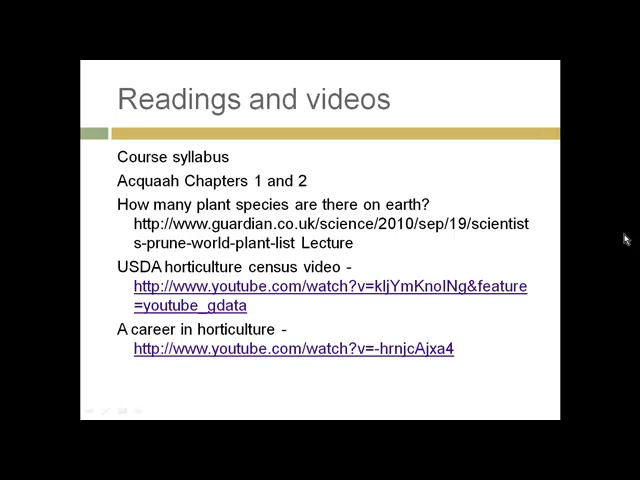 Readings and videos
Course syllabus
Acquaah Chapters 1 and 2
How many plant species are there on earth?
http://www.guardian.co.uk/science/2010/sep/19/scientist
s-prune-world-plant-list Lecture
USDA horticulture census video -
http://www.youtube.com/watch?v=kIjYmKnoINg&feature
=youtube_gdata
A career in horticulture -
http://www.youtube.com/watch?v=-hrnjcAjxa4